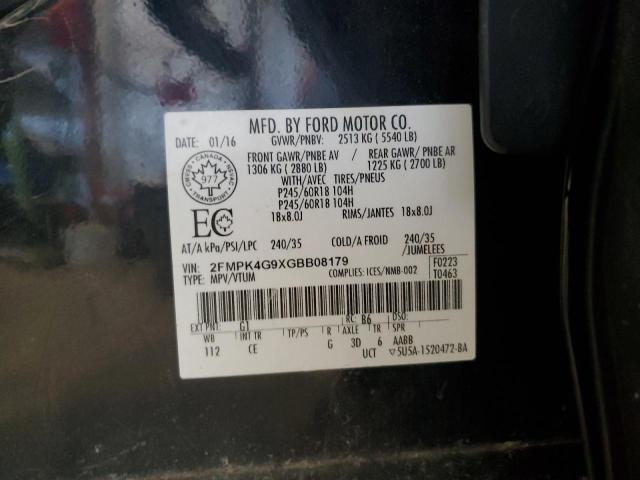 MFD. BY FORD MOTOR CO.
DATE: 01/16 GVWR/PNBV: 2513 KG ( 5540 LB)
FRONT GAWR/PNBE AV / REAR GAWR/ PNBE AR
1306 KG ( 2880 LB) 1225 KG ( 2700 LB)
WITH/AVEC TIRES/PNEUS
P245/60R18 104H
P245/60R18 104H
18x8.0J RIMS/JANTES 18x8.0J
CANADA
977
TRANSPORT
EC
AT/A kPa/PSI/LPC 240/35 COLD/A FROID 240/35
/JUMELEES
VIN: 2FMPK4G9XGBB08179
TYPE: MPV/VTUM COMPLIES: ICES/NMB-002
F0223
T0463
EXT PNT: G1 RC: B6 DSO:
WB INT TR TP/PS R AXLE TR SPR
112 CE G 3D 6 AABB
UCT ▽5U5A-1520472-BA